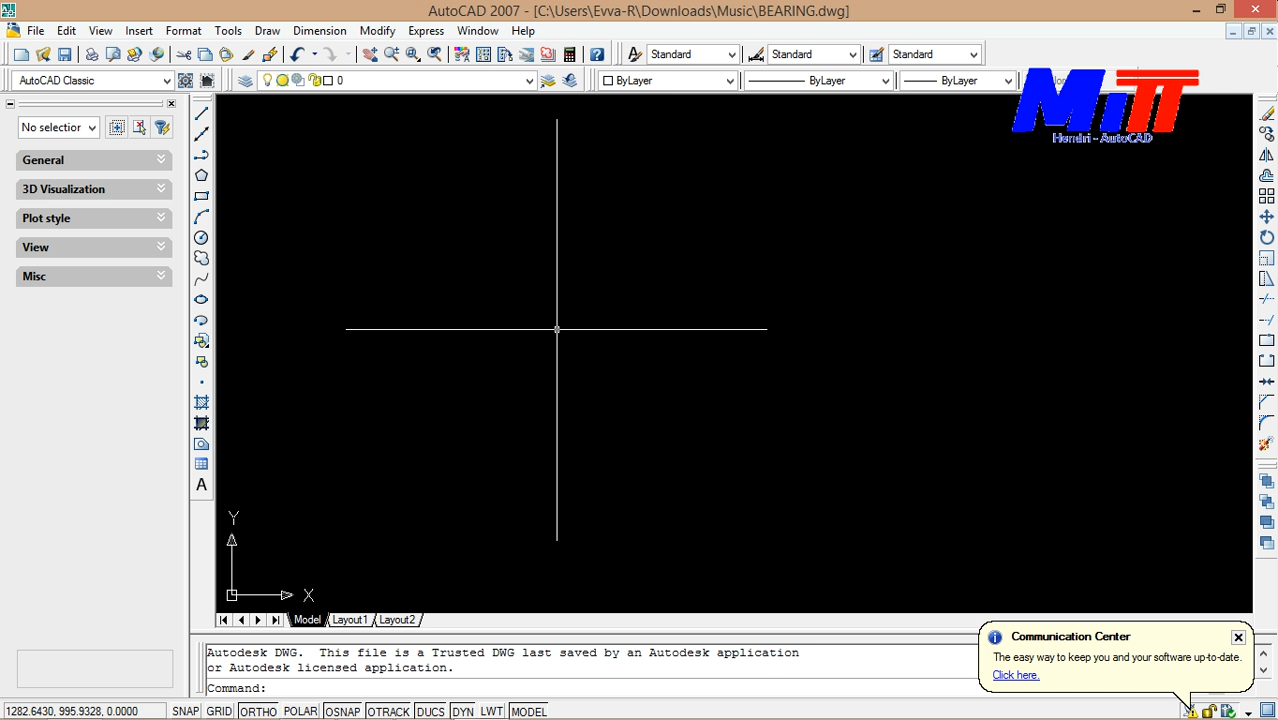 AutoCAD 2007 - [C:\Users\Evva-R\Downloads\Music\BEARING.dwg]
File Edit View Insert Format Tools Draw Dimension Modify Express Window Help
Standard Standard Standard
AutoCAD Classic 0 ByLayer ByLayer ByLayer
MiTT
Hendri - AutoCAD
No selection
General
3D Visualization
Plot style
View
Misc
A
Y
X
Model Layout1 Layout2
Autodesk DWG. This file is a Trusted DWG last saved by an Autodesk application
or Autodesk licensed application.
Command:
Communication Center
The easy way to keep you and your software up-to-date.
Click here.
1282.6430, 995.9328, 0.0000 SNAP GRID ORTHO POLAR OSNAP OTRACK DUCS DYN LWT MODEL